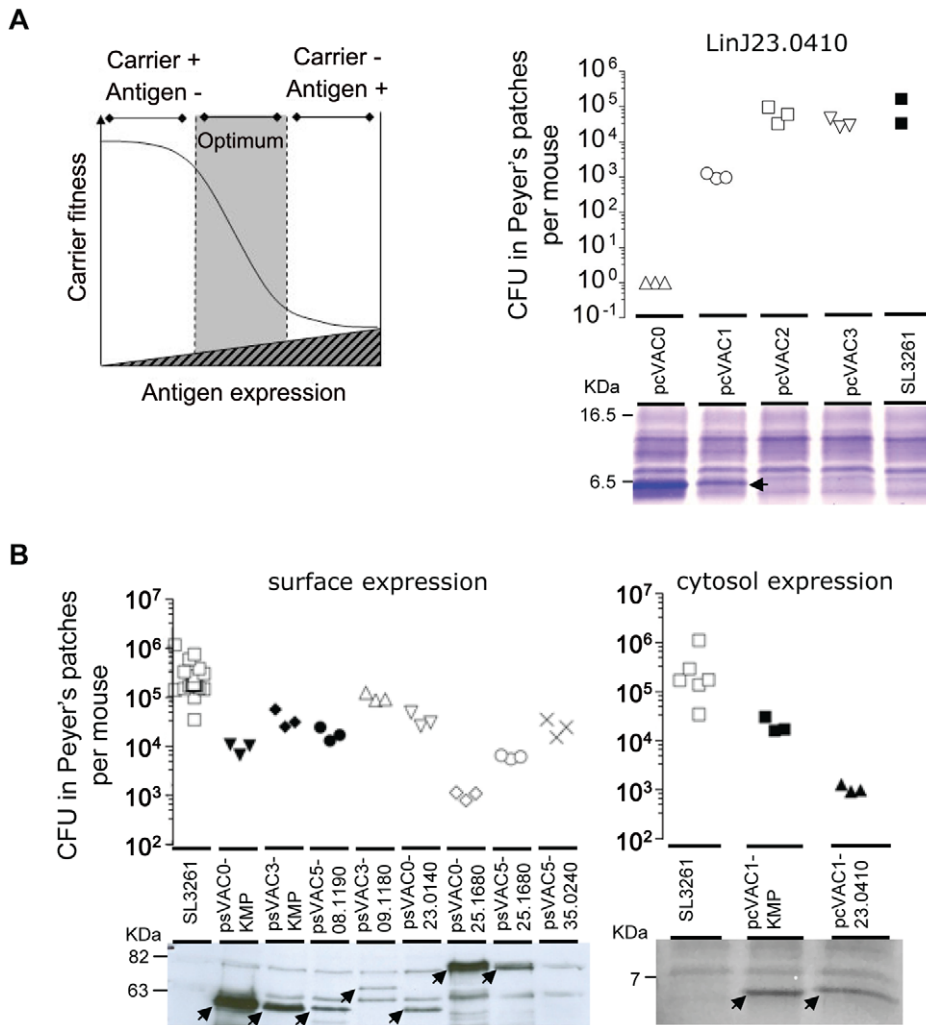 A
Carrier +
Antigen -
Carrier -
Antigen +
Optimum
Carrier fitness
Antigen expression
LinJ23.0410
CFU in Peyer's patches
per mouse
10^6
10^5
10^4
10^3
10^2
10^1
10^0
10^-1
pcVAC0
pcVAC1
pcVAC2
pcVAC3
SL3261
KDa
16.5
6.5
B
surface expression
CFU in Peyer's patches
per mouse
10^7
10^6
10^5
10^4
10^3
10^2
SL3261
psVAC0-
KMP
psVAC3-
KMP
psVAC5-
08.1190
psVAC3-
09.1180
psVAC0-
23.0140
psVAC0-
25.1680
psVAC5-
25.1680
psVAC5-
35.0240
KDa
82
63
cytosol expression
10^7
10^6
10^5
10^4
10^3
10^2
SL3261
pcVAC1-
KMP
pcVAC1-
23.0410
KDa
7